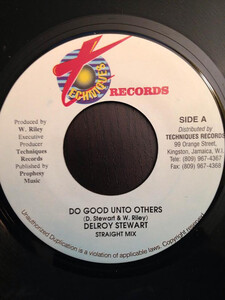 TECHNIQUES
RECORDS
Produced by
W. Riley
Executive
Producer
Techniques
Records
Published by
Prophesy
Music
SIDE A
Distributed by
TECHNIQUES RECORDS
99 Orange Street,
Kingston, Jamaica, W.I.
Tele: (809) 967-4367
Fax: (809) 967-4368
DO GOOD UNTO OTHERS
(D. Stewart & W. Riley)
DELROY STEWART
STRAIGHT MIX
Unauthorized Duplication is a violation of applicable laws. Copyright